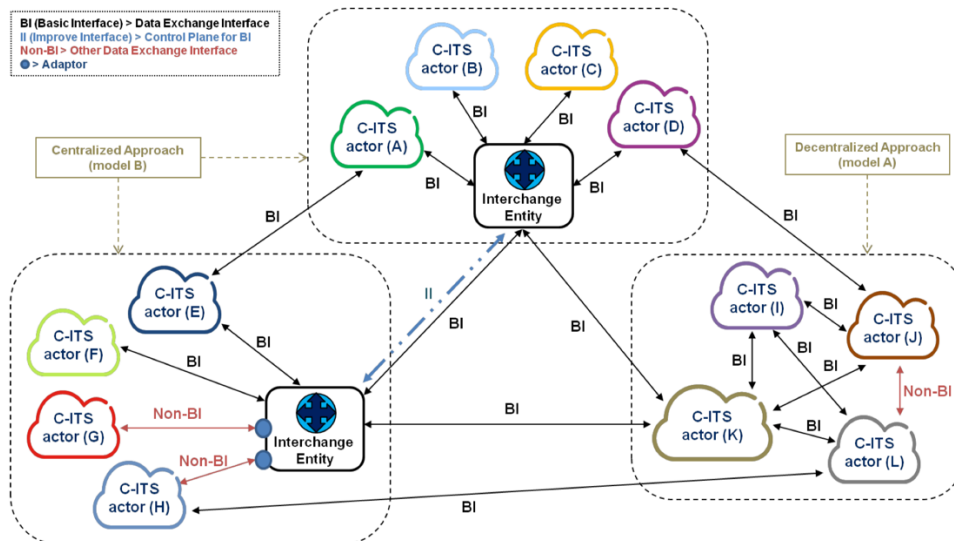 BI (Basic Interface) > Data Exchange Interface
II (Improve Interface) > Control Plane for BI
Non-BI > Other Data Exchange Interface
> Adaptor
C-ITS
actor (B)
C-ITS
actor (C)
C-ITS
actor (A)
C-ITS
actor (D)
BI
BI
BI
BI
Interchange
Entity
Centralized Approach
(model B)
Decentralized Approach
(model A)
BI
BI
II
BI
BI
C-ITS
actor (E)
C-ITS
actor (F)
BI
BI
C-ITS
actor (G)
Non-BI
Non-BI
Interchange
Entity
C-ITS
actor (H)
BI
BI
C-ITS
actor (I)
C-ITS
actor (J)
BI
BI
BI
Non-BI
C-ITS
actor (K)
BI
C-ITS
actor (L)